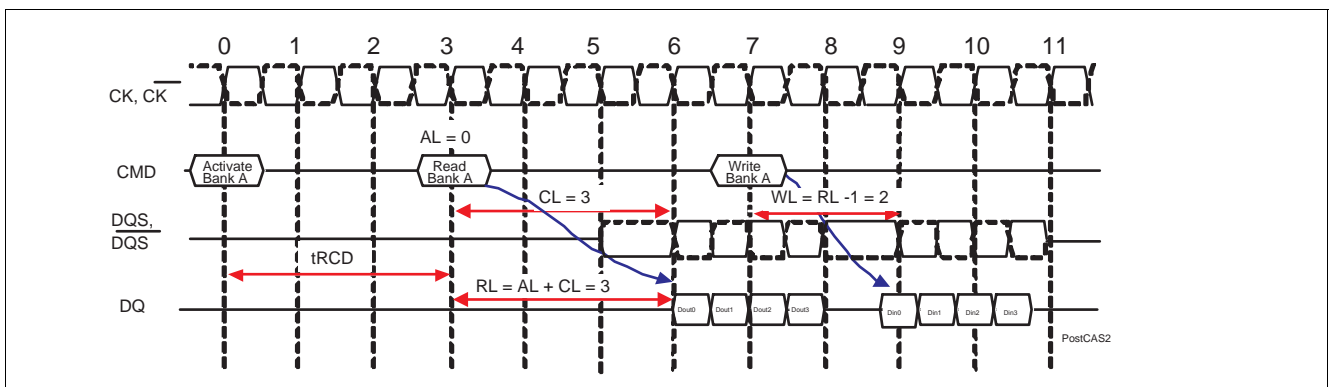 0 1 2 3 4 5 6 7 8 9 10 11
CK, CK
AL = 0
CMD
Activate
Bank A
Read
Bank A
Write
Bank A
CL = 3
WL = RL -1 = 2
DQS,
DQS
tRCD
RL = AL + CL = 3
DQ
Dout0 Dout1 Dout2 Dout3 Din0 Din1 Din2 Din3
PostCAS2